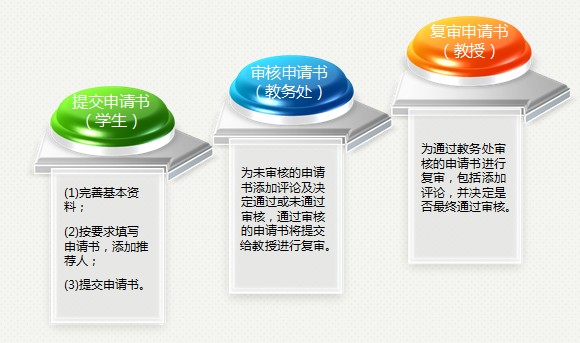 提交申请书
（学生）
(1)完善基本资
料；
(2)按要求填写
申请书，添加推
荐人；
(3)提交申请书。
审核申请书
（教务处）
为未审核的申请
书添加评论及决
定通过或未通过
审核，通过审核
的申请书将提交
给教授进行复审。
复审申请书
（教授）
为通过教务处审
核的申请书进行
复审，包括添加
评论，并决定是
否最终通过审核。